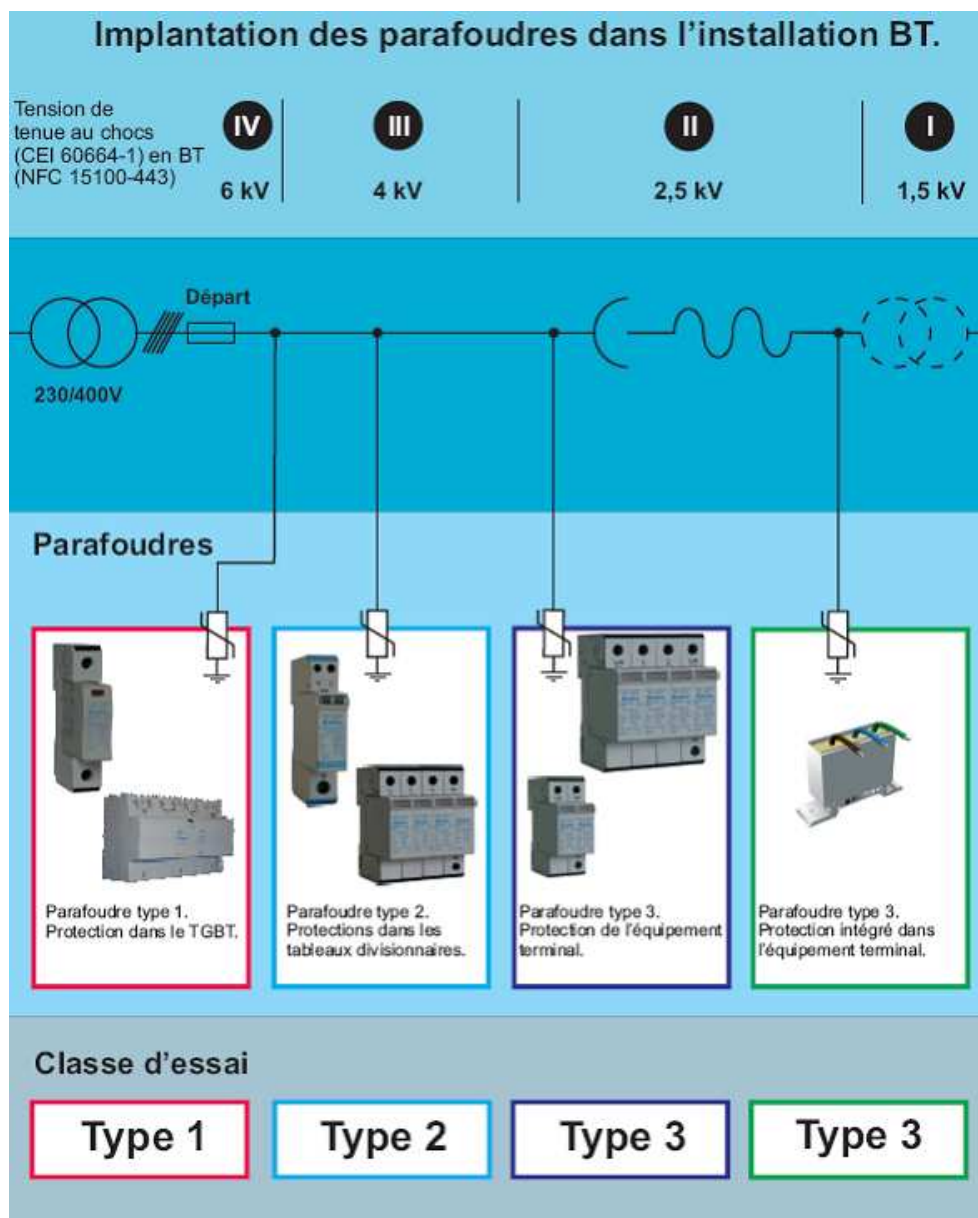 Implantation des parafoudres dans l'installation BT.
Tension de
tenue au chocs
(CEI 60664-1) en BT
(NFC 15100-443)
IV
III
II
I
6 kV
4 kV
2,5 kV
1,5 kV
Départ
230/400V
Parafoudres
Parafoudre type 1.
Protection dans le TGBT.
Parafoudre type 2.
Protections dans les
tableaux divisionnaires.
Parafoudre type 3.
Protection de l'équipement
terminal.
Parafoudre type 3.
Protection intégré dans
l'équipement terminal.
Classe d'essai
Type 1
Type 2
Type 3
Type 3